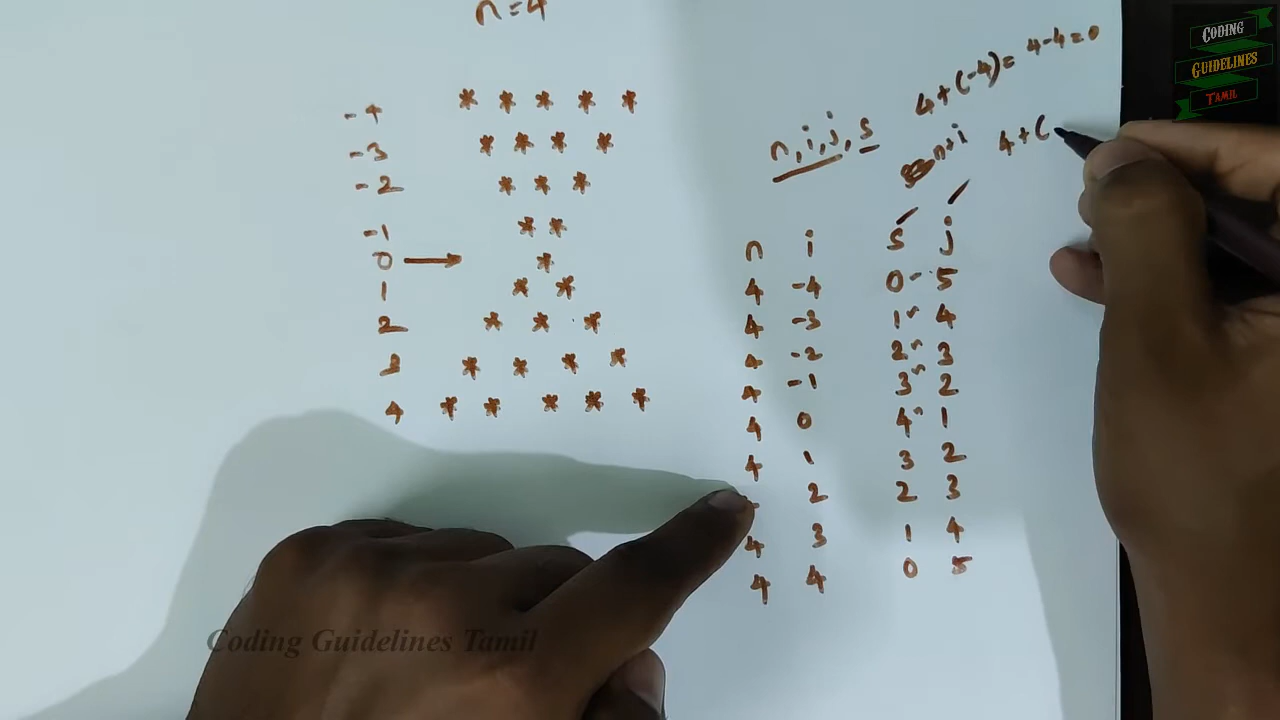 n=4
-4 * * * * *
-3 * * * *
-2 * * *
-1 * *
0 → *
1 * *
2 * * *
3 * * * *
4 * * * * *
n, i, j, s
4+(-4)= 4-4=0
n+i
4+(
n i s j
4 -4 0 5
4 -3 1 4
4 -2 2 3
4 -1 3 2
4 0 4 1
4 1 3 2
2 2 3
4 3 1 4
4 4 0 5
CODING
GUIDELINES
TAMIL
Coding Guidelines Tamil